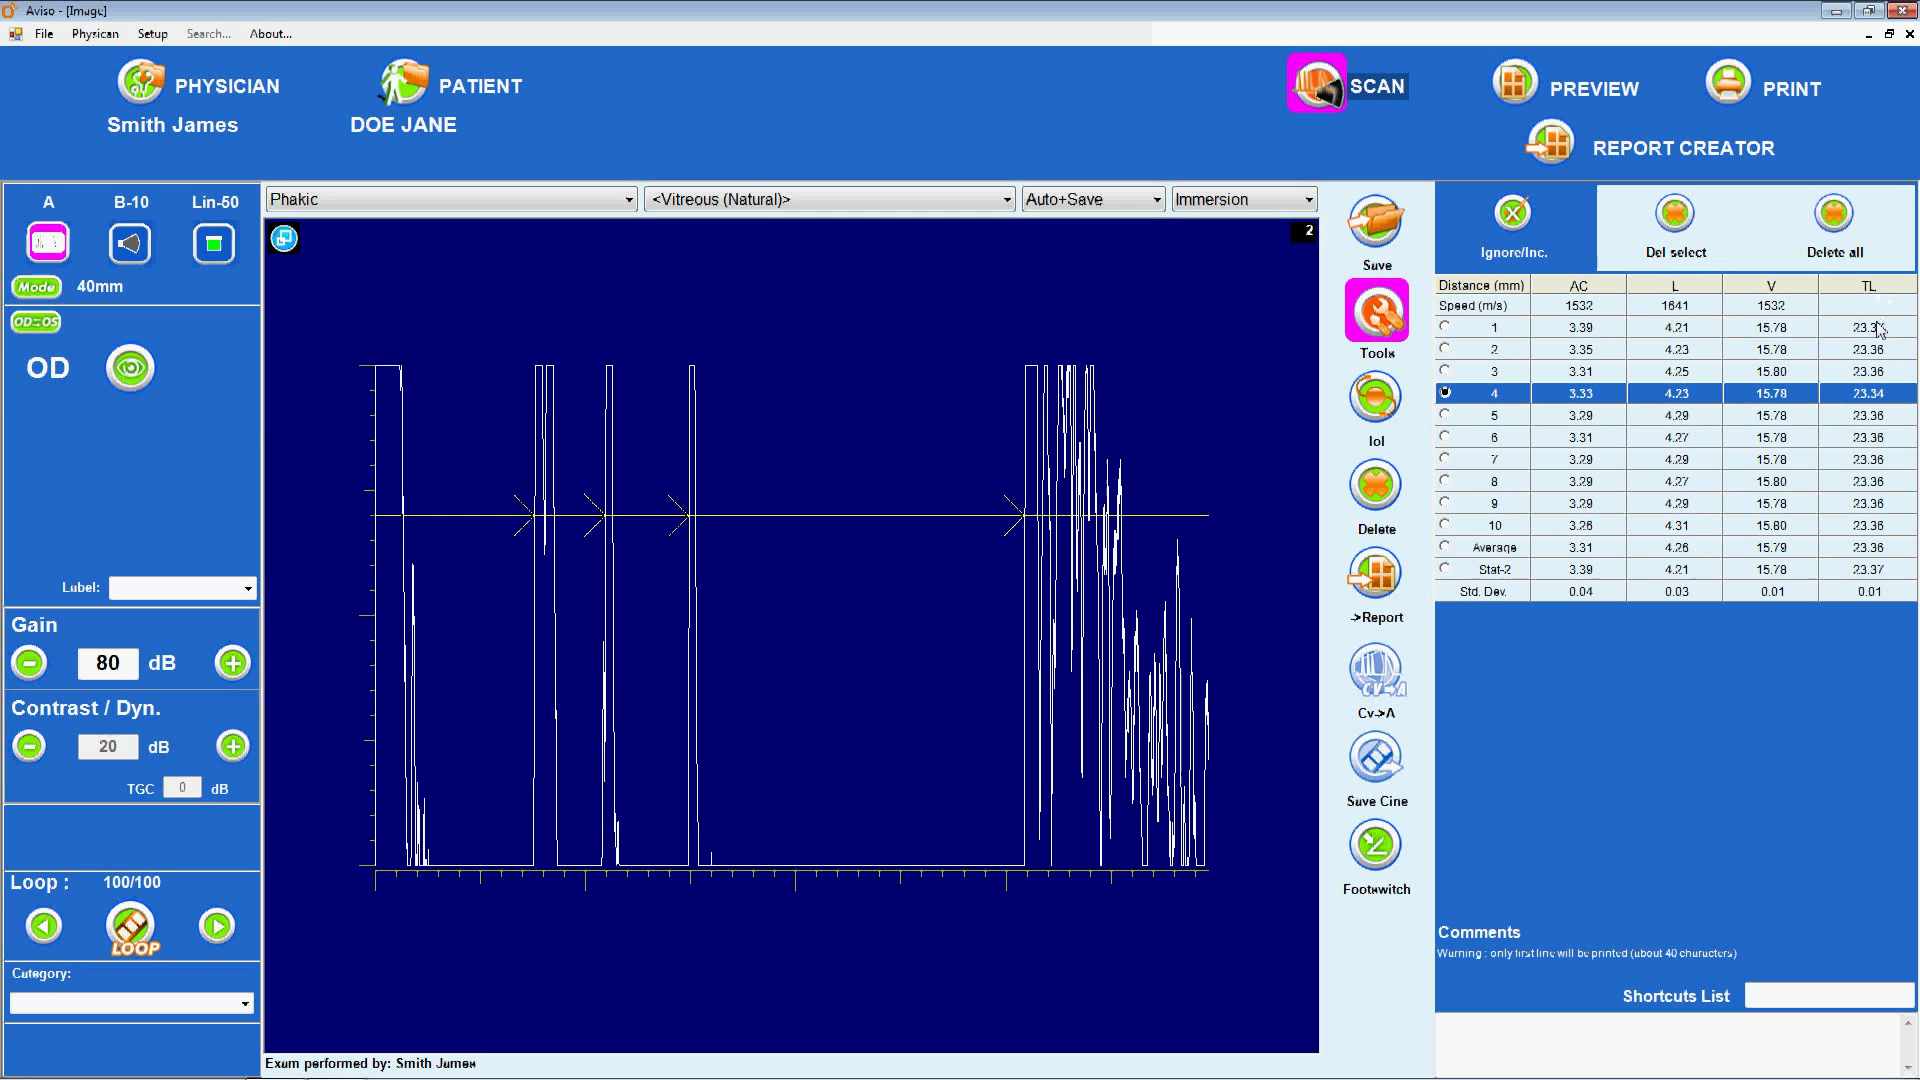 Aviso - [Image]
File Physican Setup Search... About...
PHYSICIAN
Smith James
PATIENT
DOE JANE
SCAN
PREVIEW
PRINT
REPORT CREATOR
A B-10 Lin-50
Mode 40mm
OD=OS
OD
Label:
Gain
80 dB
Contrast / Dyn.
20 dB
TGC 0 dB
Loop : 100/100
LOOP
Category:
Phakic <Vitreous (Natural)> Auto+Save Immersion
2
Exam performed by: Smith James
Save
Tools
Iol
Delete
->Report
CV->A
Cv->A
Save Cine
Footswitch
Ignore/Inc. Del select Delete all
Distance (mm) AC L V TL
Speed (m/s) 1532 1641 1532
1 3.39 4.21 15.78
2 3.35 4.23 15.78 23.36
3 3.31 4.25 15.80 23.36
4 3.33 4.23 15.78 23.34
5 3.29 4.29 15.78 23.36
6 3.31 4.27 15.78 23.36
7 3.29 4.29 15.78 23.36
8 3.29 4.27 15.80 23.36
9 3.29 4.29 15.78 23.36
10 3.26 4.31 15.80 23.36
Average 3.31 4.26 15.79 23.36
Stat-2 3.39 4.21 15.78 23.37
Std. Dev. 0.04 0.03 0.01 0.01
Comments
Warning : only first line will be printed (about 40 characters)
Shortcuts List